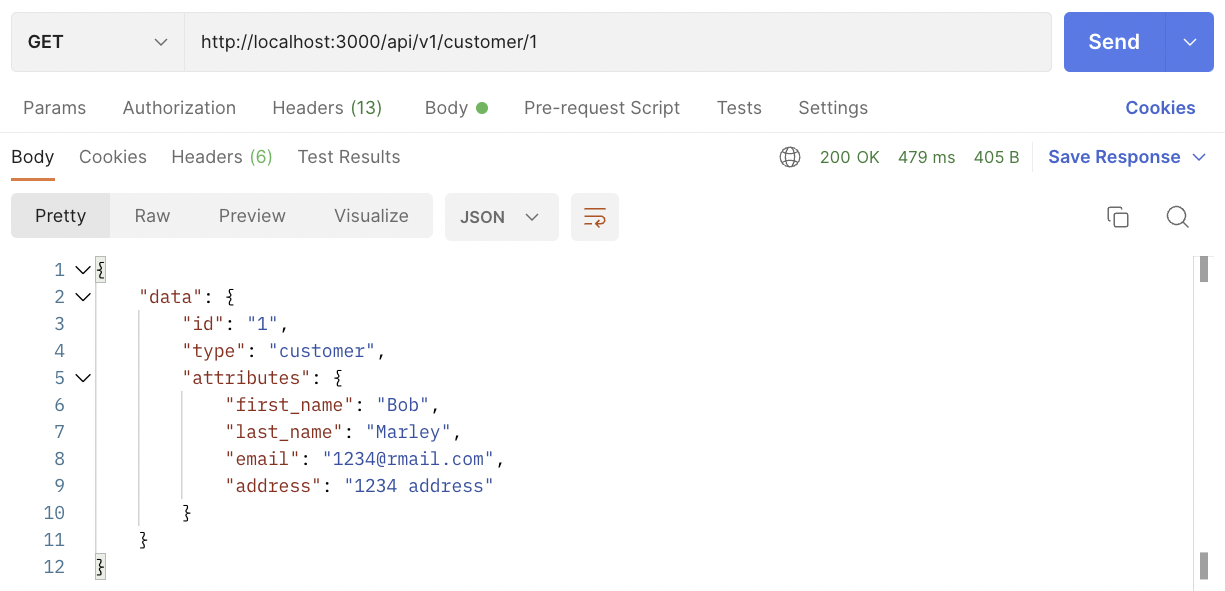 GET http://localhost:3000/api/v1/customer/1 Send
Params Authorization Headers (13) Body Pre-request Script Tests Settings Cookies
Body Cookies Headers (6) Test Results 200 OK 479 ms 405 B Save Response
Pretty Raw Preview Visualize JSON
1 {
2 "data": {
3 "id": "1",
4 "type": "customer",
5 "attributes": {
6 "first_name": "Bob",
7 "last_name": "Marley",
8 "email": "1234@rmail.com",
9 "address": "1234 address"
10 }
11 }
12 }